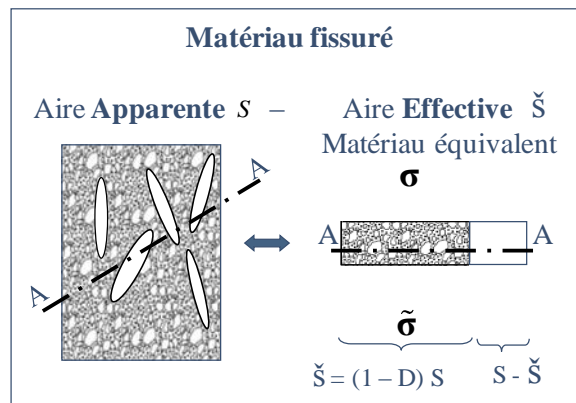 Matériau fissuré
Aire Apparente S –
Aire Effective Š
Matériau équivalent
σ
A
A
A
A
σ̃
Š = (1 – D) S
S - Š